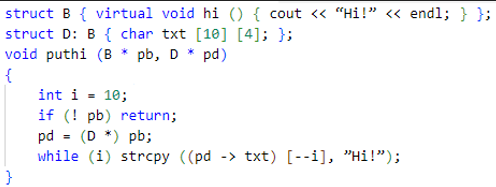 struct B { virtual void hi () { cout << “Hi!” << endl; } };
struct D: B { char txt [10] [4]; };
void puthi (B * pb, D * pd)
{
    int i = 10;
    if (! pb) return;
    pd = (D *) pb;
    while (i) strcpy ((pd -> txt) [--i], ”Hi!”);
}